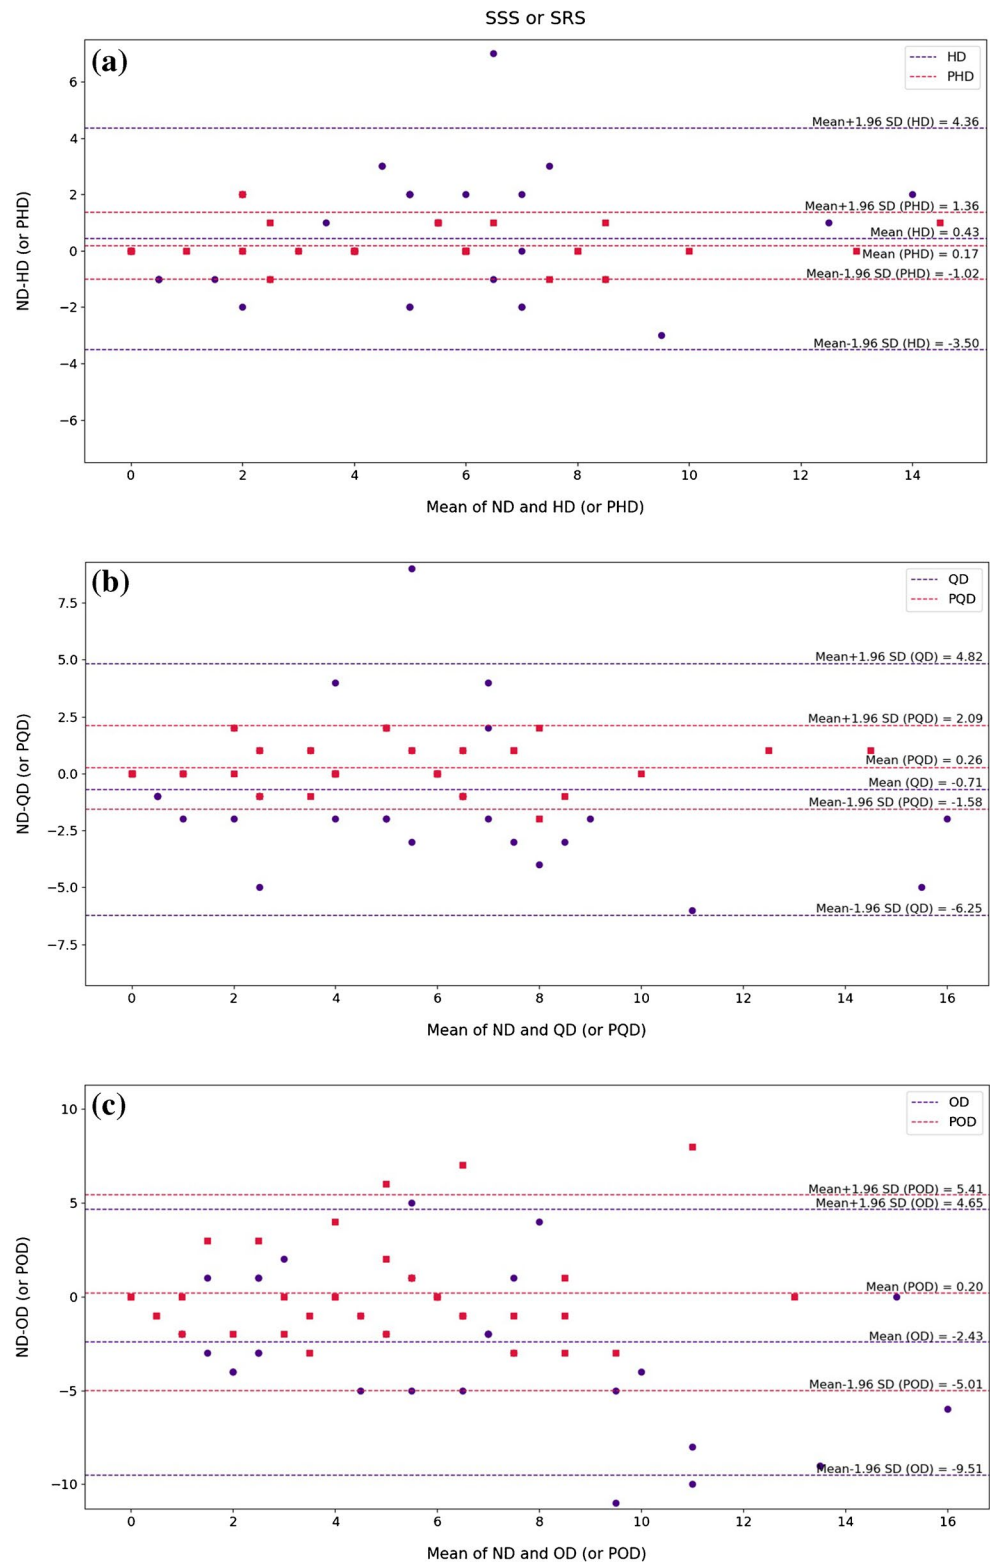 SSS or SRS
(a)
HD
PHD
Mean+1.96 SD (HD) = 4.36
Mean+1.96 SD (PHD) = 1.36
Mean (HD) = 0.43
Mean (PHD) = 0.17
Mean-1.96 SD (PHD) = -1.02
Mean-1.96 SD (HD) = -3.50
ND-HD (or PHD)
6
4
2
0
−2
−4
−6
0 2 4 6 8 10 12 14
Mean of ND and HD (or PHD)
(b)
QD
PQD
Mean+1.96 SD (QD) = 4.82
Mean+1.96 SD (PQD) = 2.09
Mean (PQD) = 0.26
Mean (QD) = -0.71
Mean-1.96 SD (PQD) = -1.58
Mean-1.96 SD (QD) = -6.25
ND-QD (or PQD)
7.5
5.0
2.5
0.0
−2.5
−5.0
−7.5
0 2 4 6 8 10 12 14 16
Mean of ND and QD (or PQD)
(c)
OD
POD
Mean+1.96 SD (POD) = 5.41
Mean+1.96 SD (OD) = 4.65
Mean (POD) = 0.20
Mean (OD) = -2.43
Mean-1.96 SD (POD) = -5.01
Mean-1.96 SD (OD) = -9.51
ND-OD (or POD)
10
5
0
−5
−10
0 2 4 6 8 10 12 14 16
Mean of ND and OD (or POD)